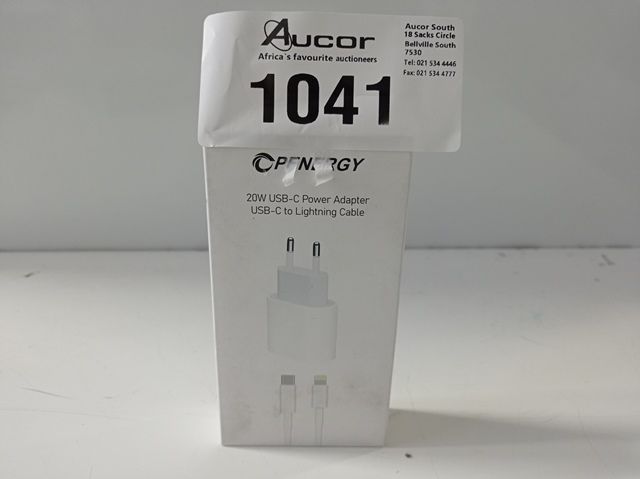 Aucor
Africa's favourite auctioneers
1041
Aucor South
18 Sacks Circle
Bellville South
7530
Tel: 021 534 4446
Fax: 021 534 4777
OPENERGY
20W USB-C Power Adapter
USB-C to Lightning Cable